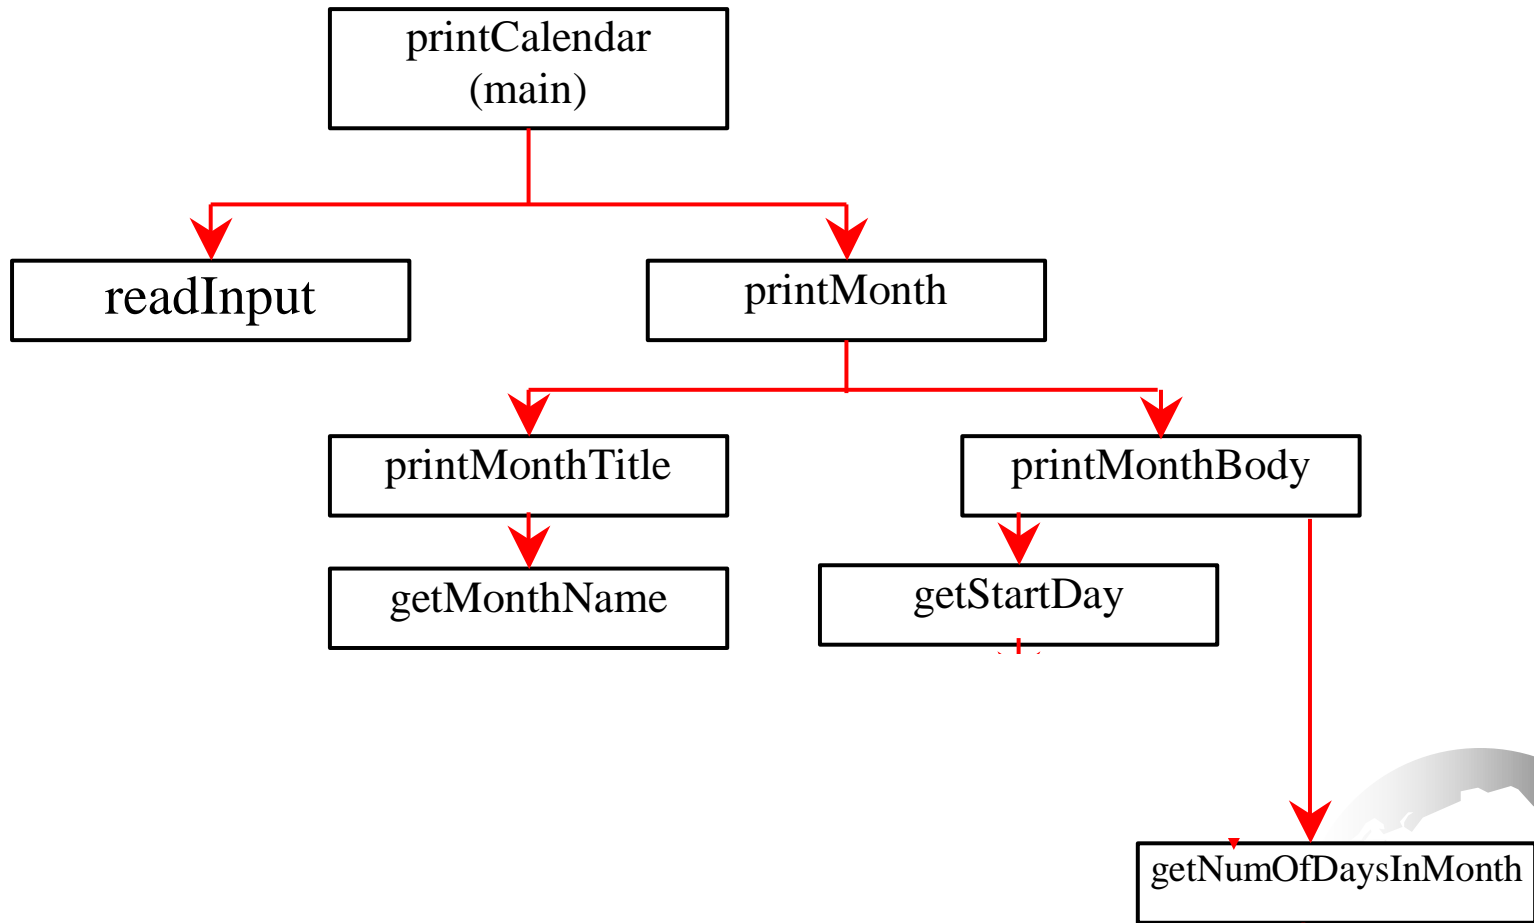 printCalendar
(main)
readInput
printMonth
printMonthTitle
printMonthBody
getMonthName
getStartDay
getNumOfDaysInMonth